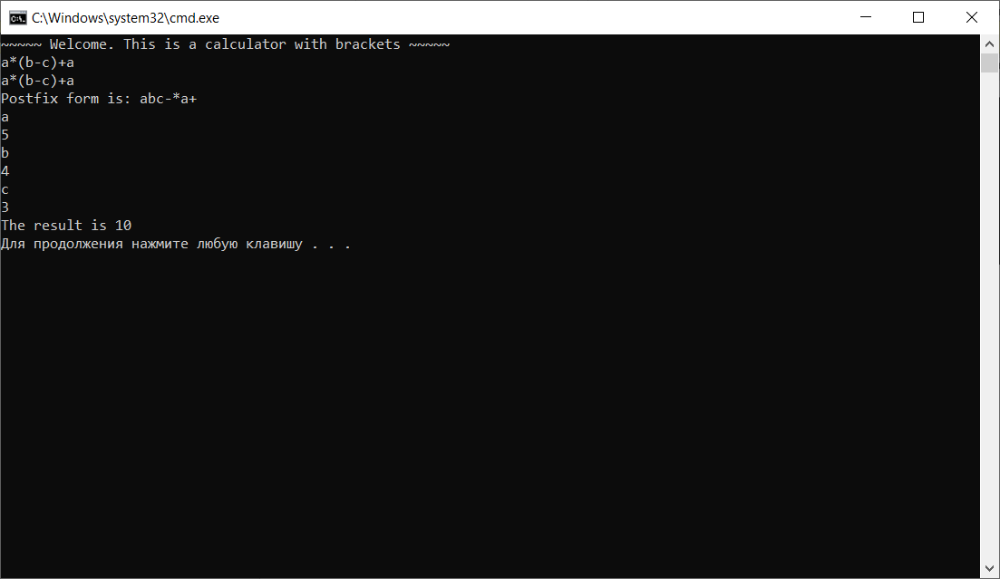 C:\Windows\system32\cmd.exe
~~~~~ Welcome. This is a calculator with brackets ~~~~~
a*(b-c)+a
a*(b-c)+a
Postfix form is: abc-*a+
a
5
b
4
c
3
The result is 10
Для продолжения нажмите любую клавишу . . .